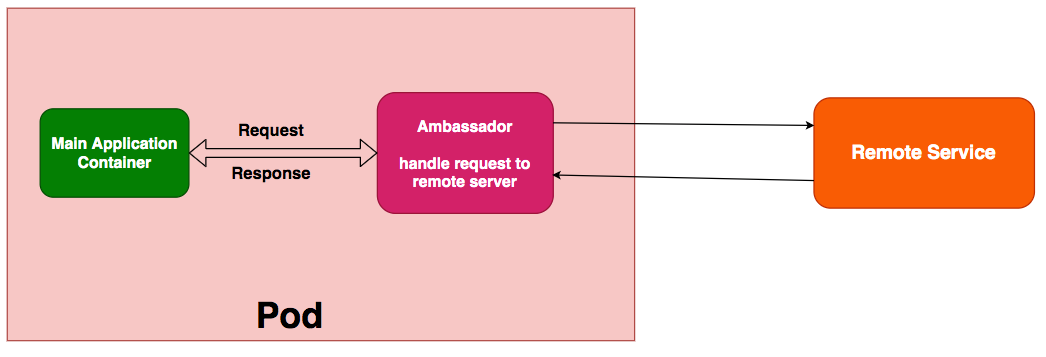 Main Application
Container
Request
Response
Ambassador
handle request to
remote server
Remote Service
Pod